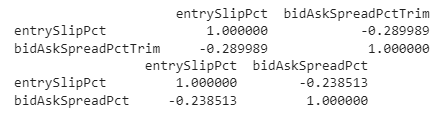 entrySlipPct bidAskSpreadPctTrim
entrySlipPct 1.000000 -0.289989
bidAskSpreadPctTrim -0.289989 1.000000
entrySlipPct bidAskSpreadPct
entrySlipPct 1.000000 -0.238513
bidAskSpreadPct -0.238513 1.000000